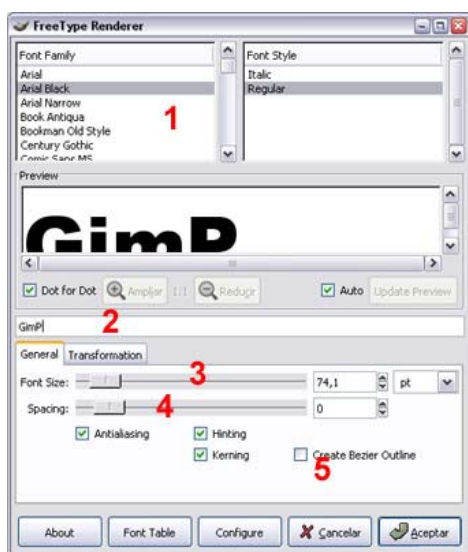 FreeType Renderer
Font Family Font Style
Arial Italic
Arial Black Regular
Arial Narrow
Book Antiqua
Bookman Old Style
Century Gothic
Comic Sans MS
1
Preview
GimP
Dot for Dot Ampliar 1:1 Reducir Auto Update Preview
2
GimP
General Transformation
3
Font Size: 74,1 pt
4
Spacing: 0
Antialiasing Hinting
Kerning Create Bezier Outline
5
About Font Table Configure Cancelar Aceptar